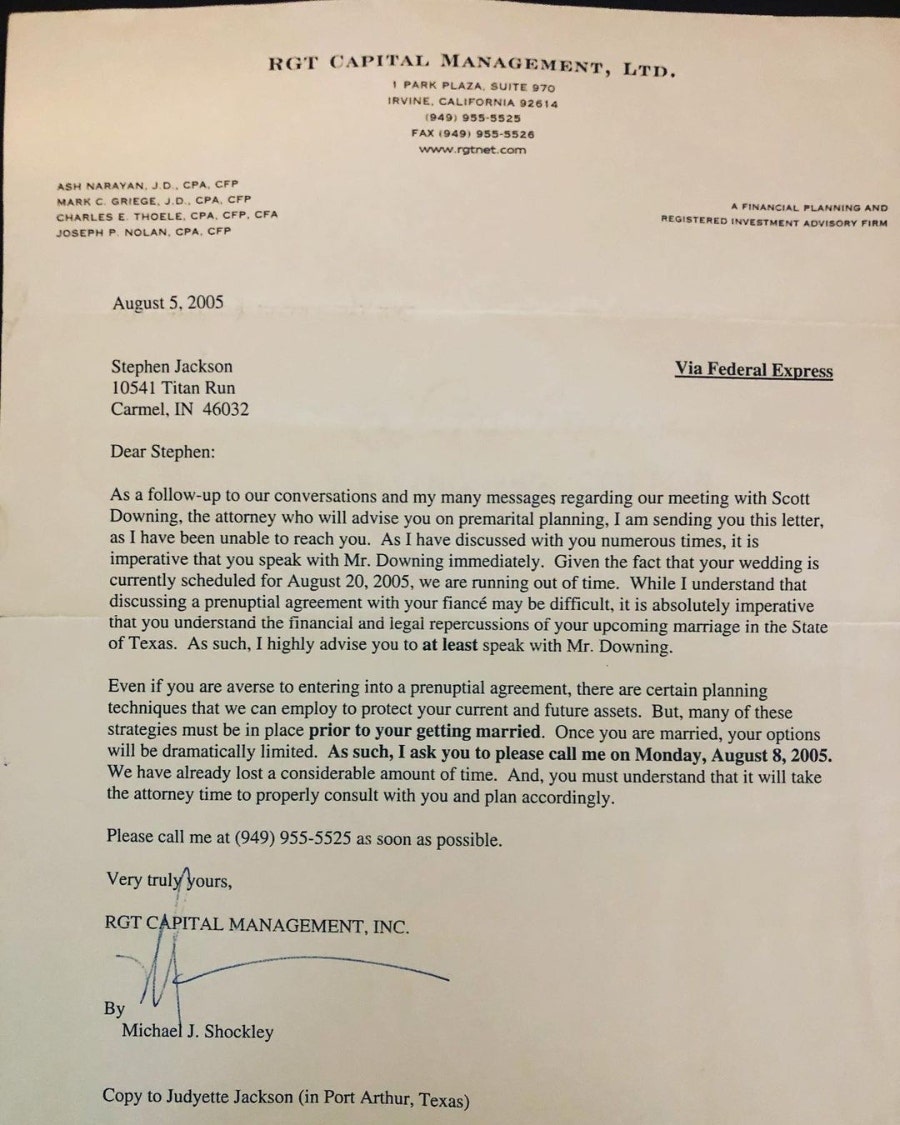 RGT CAPITAL MANAGEMENT, LTD.
1 PARK PLAZA, SUITE 970
IRVINE, CALIFORNIA 92614
(949) 955-5525
FAX (949) 955-5526
www.rgtnet.com
ASH NARAYAN, J.D., CPA, CFP
MARK C. GRIEGE, J.D., CPA, CFP
CHARLES E. THOELE, CPA, CFP, CFA
JOSEPH P. NOLAN, CPA, CFP
A FINANCIAL PLANNING AND
REGISTERED INVESTMENT ADVISORY FIRM
August 5, 2005
Stephen Jackson
10541 Titan Run
Carmel, IN 46032
Via Federal Express
Dear Stephen:
As a follow-up to our conversations and my many messages regarding our meeting with Scott
Downing, the attorney who will advise you on premarital planning, I am sending you this letter,
as I have been unable to reach you. As I have discussed with you numerous times, it is
imperative that you speak with Mr. Downing immediately. Given the fact that your wedding is
currently scheduled for August 20, 2005, we are running out of time. While I understand that
discussing a prenuptial agreement with your fiancé may be difficult, it is absolutely imperative
that you understand the financial and legal repercussions of your upcoming marriage in the State
of Texas. As such, I highly advise you to at least speak with Mr. Downing.
Even if you are averse to entering into a prenuptial agreement, there are certain planning
techniques that we can employ to protect your current and future assets. But, many of these
strategies must be in place prior to your getting married. Once you are married, your options
will be dramatically limited. As such, I ask you to please call me on Monday, August 8, 2005.
We have already lost a considerable amount of time. And, you must understand that it will take
the attorney time to properly consult with you and plan accordingly.
Please call me at (949) 955-5525 as soon as possible.
Very truly yours,
RGT CAPITAL MANAGEMENT, INC.
By
Michael J. Shockley
Copy to Judyette Jackson (in Port Arthur, Texas)